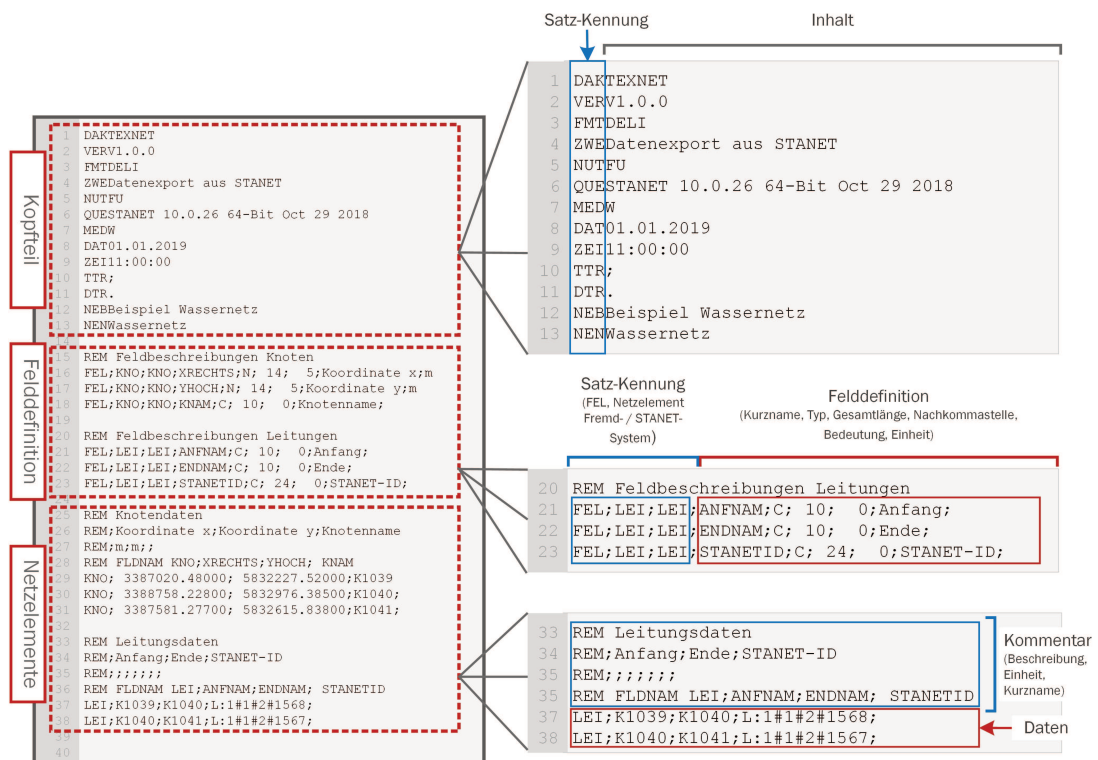 Kopfteil
Felddefinition
Netzelemente
1 DAKTEXNET
2 VERV1.0.0
3 FMTDELI
4 ZWEDatenexport aus STANET
5 NUTFU
6 QUESTANET 10.0.26 64-Bit Oct 29 2018
7 MEDW
8 DAT01.01.2019
9 ZEI11:00:00
10 TTR;
11 DTR.
12 NEBBeispiel Wassernetz
13 NENWassernetz
14
15 REM Feldbeschreibungen Knoten
16 FEL;KNO;KNO;XRECHTS;N; 14;  5;Koordinate x;m
17 FEL;KNO;KNO;YHOCH;N; 14;  5;Koordinate y;m
18 FEL;KNO;KNO;KNAM;C; 10;  0;Knotenname;
19
20 REM Feldbeschreibungen Leitungen
21 FEL;LEI;LEI;ANFNAM;C; 10;  0;Anfang;
22 FEL;LEI;LEI;ENDNAM;C; 10;  0;Ende;
23 FEL;LEI;LEI;STANETID;C; 24;  0;STANET-ID;
24
25 REM Knotendaten
26 REM;Koordinate x;Koordinate y;Knotenname
27 REM;m;m;;
28 REM FLDNAM KNO;XRECHTS;YHOCH; KNAM
29 KNO; 3387020.48000; 5832227.52000;K1039
30 KNO; 3388758.22800; 5832976.38500;K1040;
31 KNO; 3387581.27700; 5832615.83800;K1041;
32
33 REM Leitungsdaten
34 REM;Anfang;Ende;STANET-ID
35 REM;;;;;;;
36 REM FLDNAM LEI;ANFNAM;ENDNAM; STANETID
37 LEI;K1039;K1040;L:1#1#2#1568;
38 LEI;K1040;K1041;L:1#1#2#1567;
39
40
Satz-Kennung
Inhalt
1 DAKTEXNET
2 VERV1.0.0
3 FMTDELI
4 ZWEDatenexport aus STANET
5 NUTFU
6 QUESTANET 10.0.26 64-Bit Oct 29 2018
7 MEDW
8 DAT01.01.2019
9 ZEI11:00:00
10 TTR;
11 DTR.
12 NEBBeispiel Wassernetz
13 NENWassernetz
Satz-Kennung
(FEL, Netzelement
Fremd- / STANET-
System)
Felddefinition
(Kurzname, Typ, Gesamtlänge, Nachkommastelle,
Bedeutung, Einheit)
20 REM Feldbeschreibungen Leitungen
21 FEL;LEI;LEI;ANFNAM;C; 10;  0;Anfang;
22 FEL;LEI;LEI;ENDNAM;C; 10;  0;Ende;
23 FEL;LEI;LEI;STANETID;C; 24;  0;STANET-ID;
33 REM Leitungsdaten
34 REM;Anfang;Ende;STANET-ID
35 REM;;;;;;;
35 REM FLDNAM LEI;ANFNAM;ENDNAM; STANETID
37 LEI;K1039;K1040;L:1#1#2#1568;
38 LEI;K1040;K1041;L:1#1#2#1567;
Kommentar
(Beschreibung,
Einheit,
Kurzname)
Daten